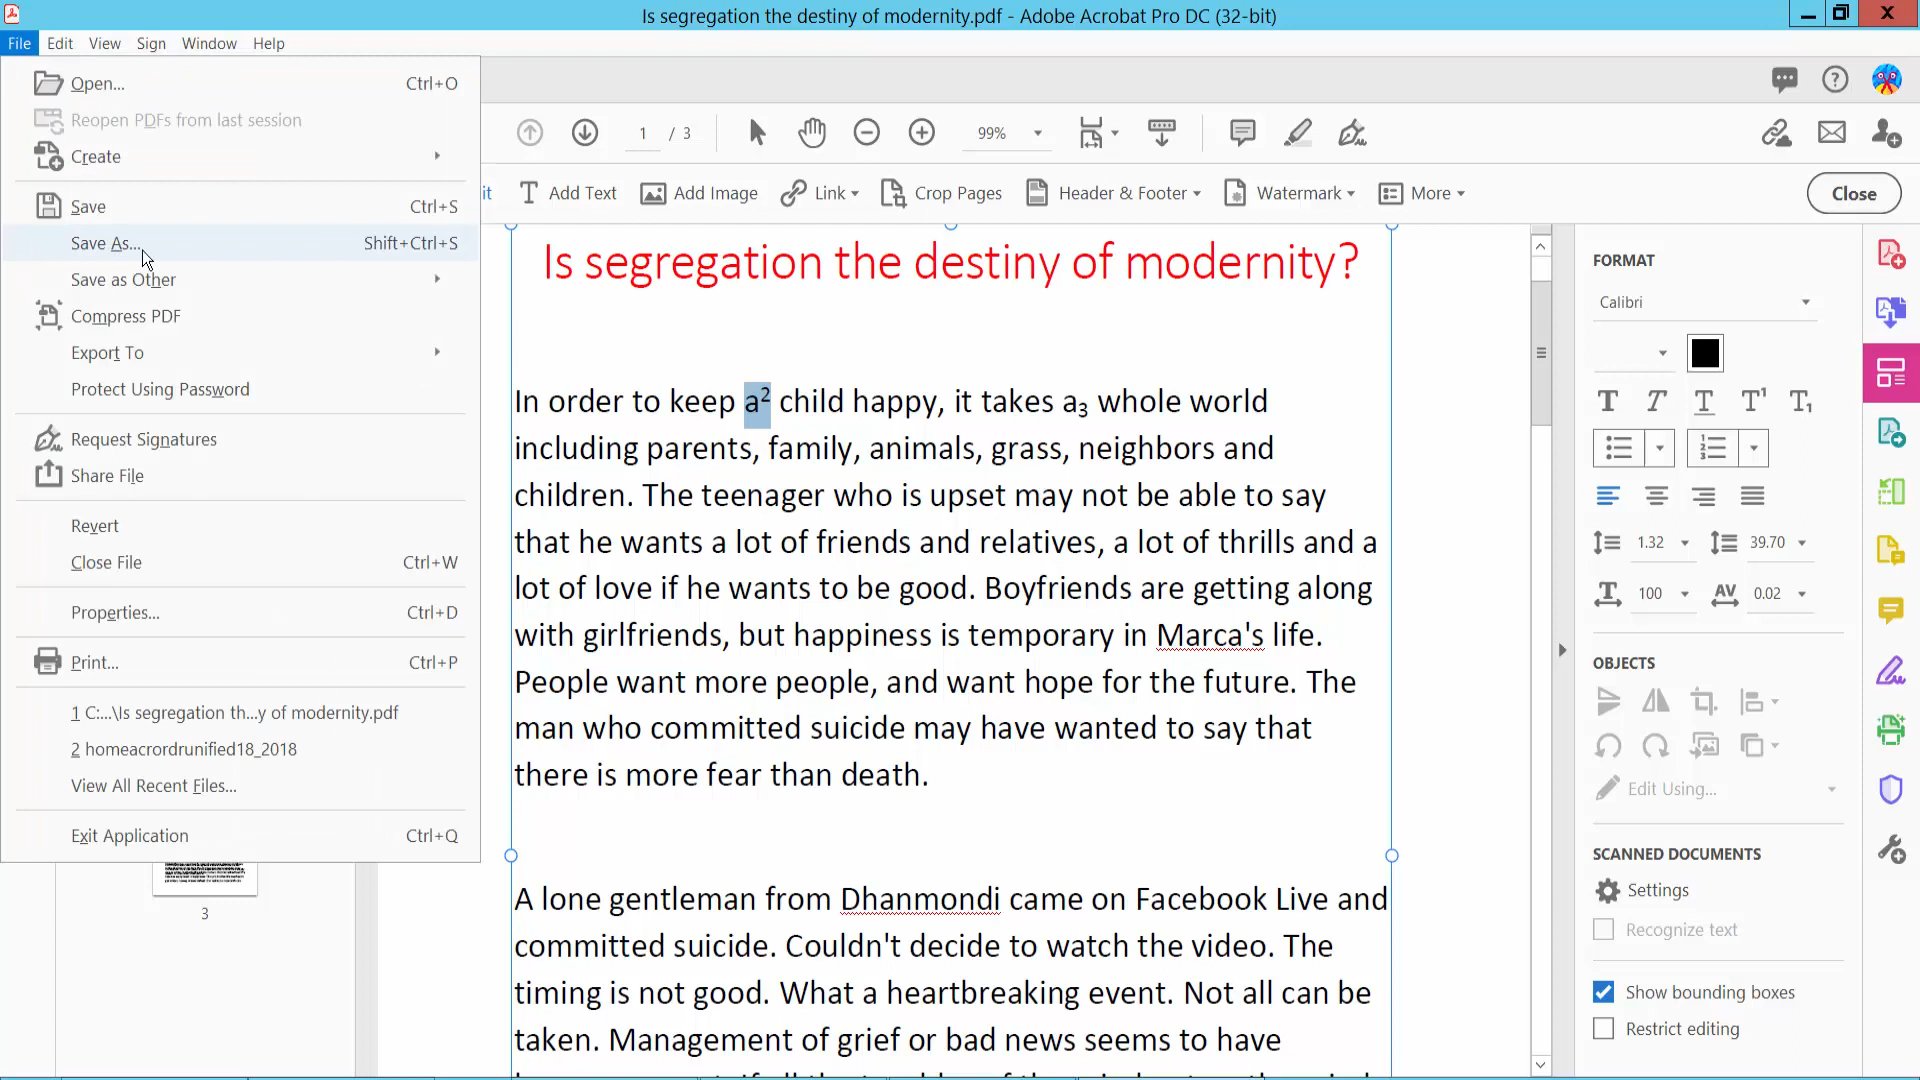 Is segregation the destiny of modernity.pdf - Adobe Acrobat Pro DC (32-bit)
File Edit View Sign Window Help
Open... Ctrl+O
Reopen PDFs from last session
Create
Save Ctrl+S
Save As... Shift+Ctrl+S
Save as Other
Compress PDF
Export To
Protect Using Password
Request Signatures
Share File
Revert
Close File Ctrl+W
Properties... Ctrl+D
Print... Ctrl+P
1 C:...\Is segregation th...y of modernity.pdf
2 homeacrordrunified18_2018
View All Recent Files...
Exit Application Ctrl+Q
3
1 / 3
99%
it Add Text Add Image Link Crop Pages Header & Footer Watermark More Close
Is segregation the destiny of modernity?
In order to keep a² child happy, it takes a₃ whole world
including parents, family, animals, grass, neighbors and
children. The teenager who is upset may not be able to say
that he wants a lot of friends and relatives, a lot of thrills and a
lot of love if he wants to be good. Boyfriends are getting along
with girlfriends, but happiness is temporary in Marca's life.
People want more people, and want hope for the future. The
man who committed suicide may have wanted to say that
there is more fear than death.
A lone gentleman from Dhanmondi came on Facebook Live and
committed suicide. Couldn't decide to watch the video. The
timing is not good. What a heartbreaking event. Not all can be
taken. Management of grief or bad news seems to have
FORMAT
Calibri
T T T T¹ T₁
1.32 39.70
100 AV 0.02
OBJECTS
Edit Using...
SCANNED DOCUMENTS
Settings
Recognize text
Show bounding boxes
Restrict editing